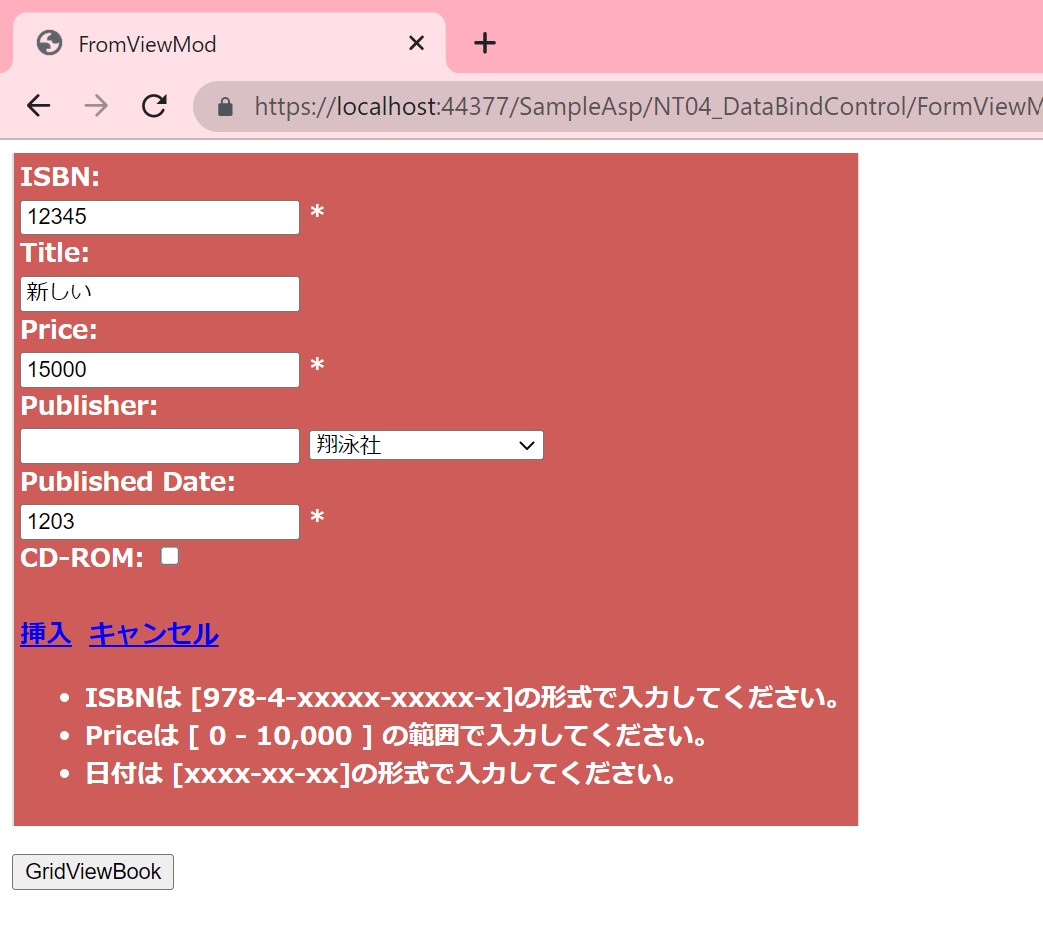 FromViewMod
https://localhost:44377/SampleAsp/NT04_DataBindControl/FormViewM
ISBN:
12345 *
Title:
新しい
Price:
15000 *
Publisher:
翔泳社
Published Date:
1203 *
CD-ROM:
挿入 キャンセル
• ISBNは [978-4-xxxxx-xxxxx-x]の形式で入力してください。
• Priceは [ 0 - 10,000 ] の範囲で入力してください。
• 日付は [xxxx-xx-xx]の形式で入力してください。
GridViewBook